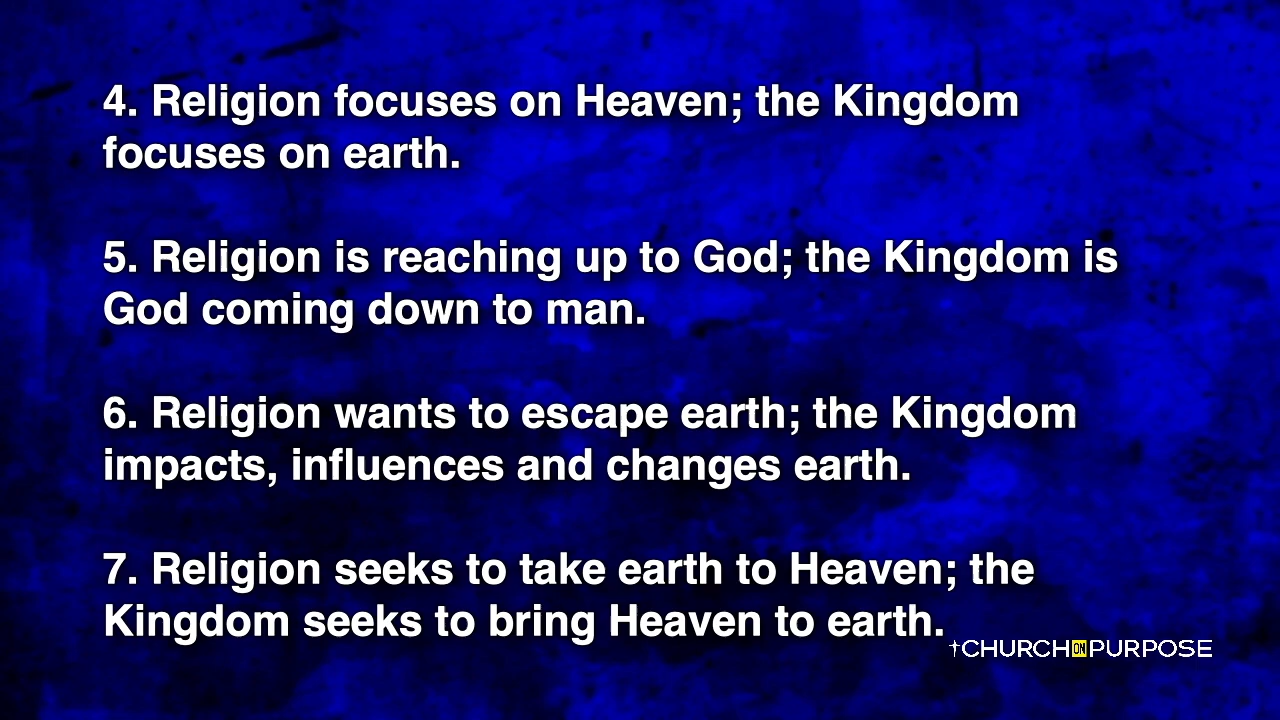 4. Religion focuses on Heaven; the Kingdom
focuses on earth.
5. Religion is reaching up to God; the Kingdom is
God coming down to man.
6. Religion wants to escape earth; the Kingdom
impacts, influences and changes earth.
7. Religion seeks to take earth to Heaven; the
Kingdom seeks to bring Heaven to earth.
CHURCH ON PURPOSE